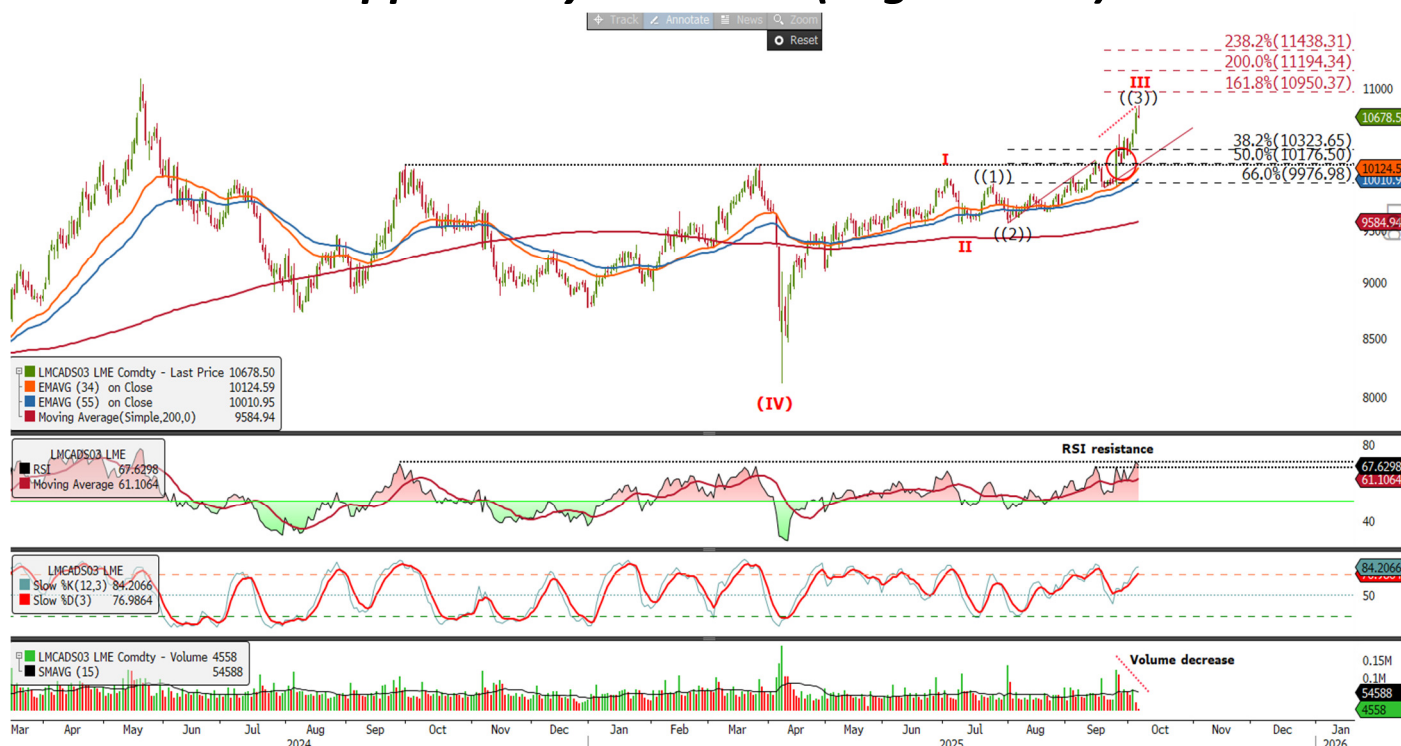 Track Annotate News Zoom
Reset
238.2%(11438.31)
200.0%(11194.34)
161.8%(10950.37)
III
((3))
11000
10678.5
38.2%(10323.65)
50.0%(10176.50)
66.0%(9976.98)
10124.5
10010.9
I
((1))
II
((2))
9584.94
9000
8500
8000
(IV)
LMCADS03 LME Comdty - Last Price 10678.50
EMAVG (34) on Close 10124.59
EMAVG (55) on Close 10010.95
Moving Average(Simple,200,0) 9584.94
LMCADS03 LME
RSI 67.6298
Moving Average 61.1064
RSI resistance
80
67.6298
61.1064
40
LMCADS03 LME
Slow %K(12,3) 84.2066
Slow %D(3) 76.9864
84.2066
50
LMCADS03 LME Comdty - Volume 4558
SMAVG (15) 54588
Volume decrease
0.15M
0.1M
54588
4558
Mar Apr May Jun Jul Aug Sep Oct Nov Dec Jan Feb Mar Apr May Jun Jul Aug Sep Oct Nov Dec Jan
2024 2025 2026